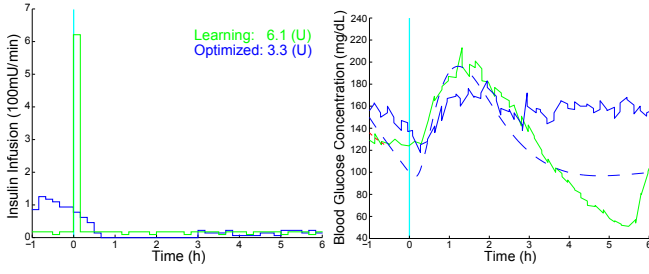 7
6
5
4
3
2
1
0
-1 0 1 2 3 4 5 6
Time (h)
Insulin Infusion (100mU/min)
Learning: 6.1 (U)
Optimized: 3.3 (U)
240
220
200
180
160
140
120
100
80
60
40
-1 0 1 2 3 4 5 6
Time (h)
Blood Glucose Concentration (mg/dL)